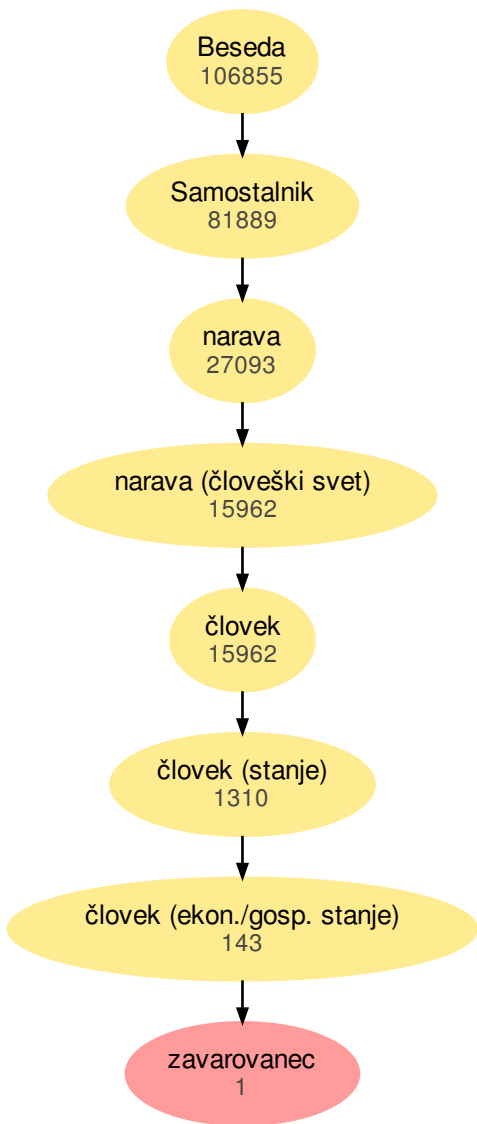 Beseda
106855
Samostalnik
81889
narava
27093
narava (človeški svet)
15962
človek
15962
človek (stanje)
1310
človek (ekon./gosp. stanje)
143
zavarovanec
1